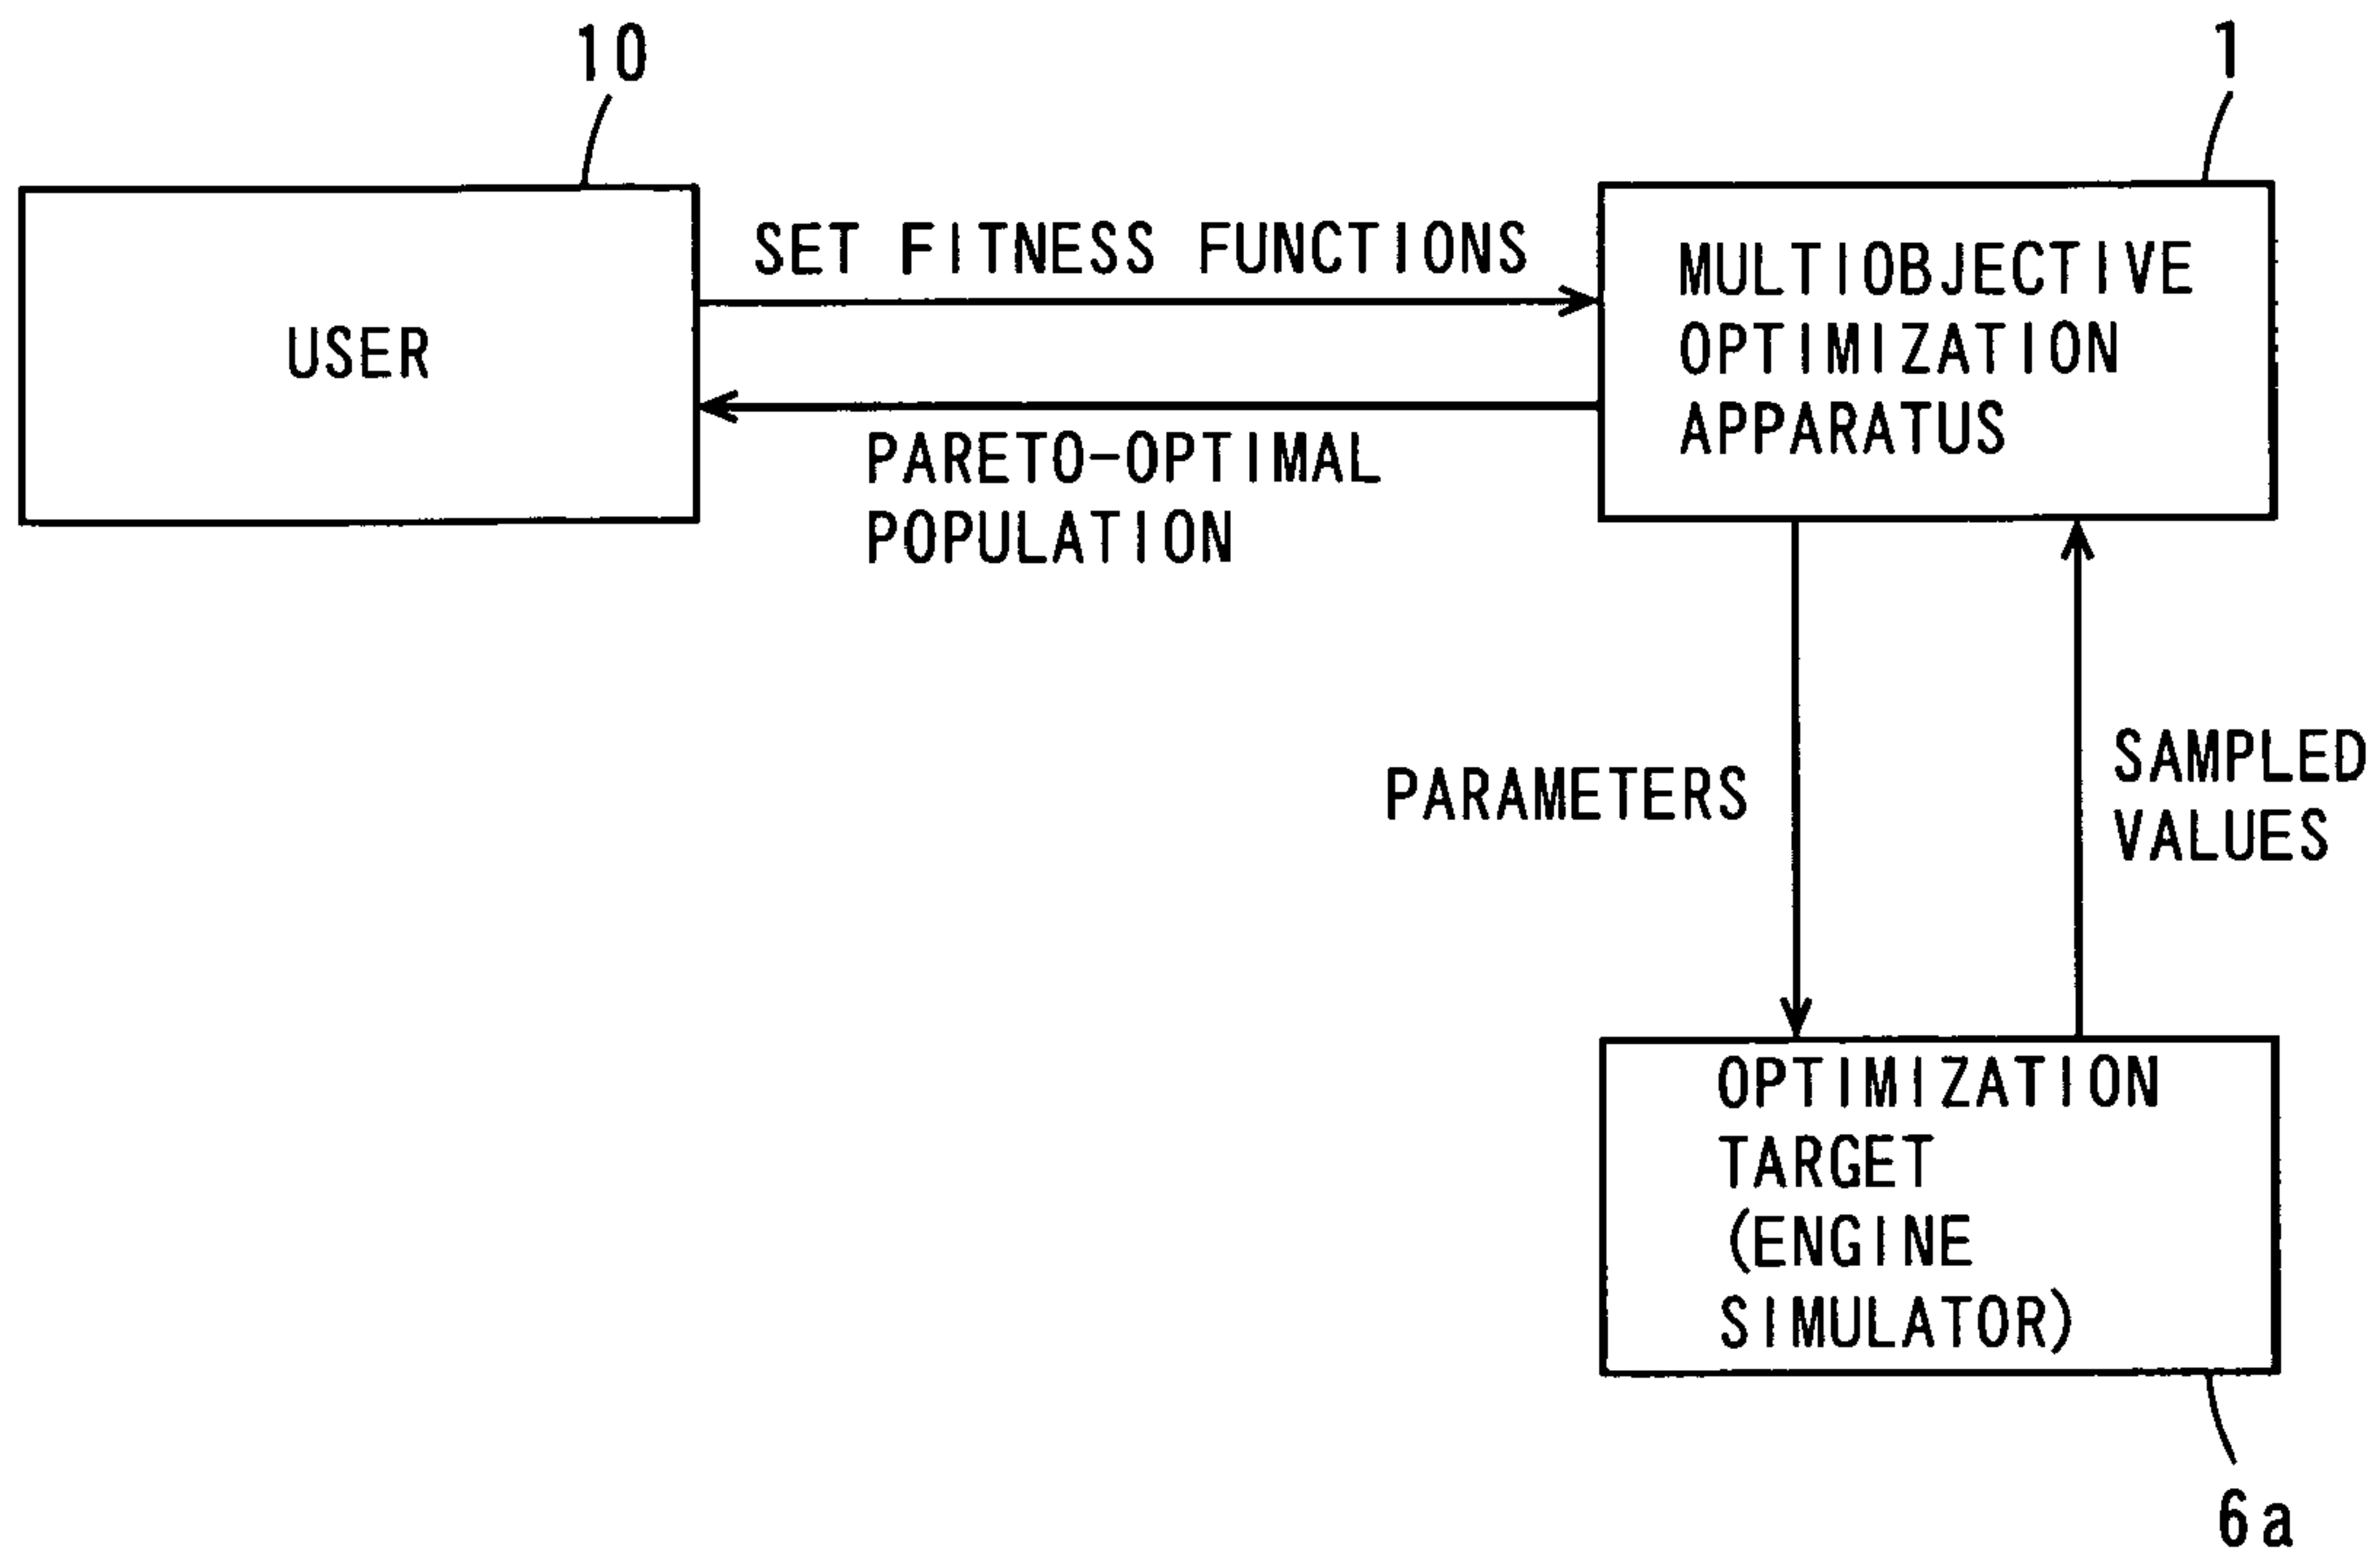 10
1
USER
SET FITNESS FUNCTIONS
PARETO-OPTIMAL
POPULATION
MULTIOBJECTIVE
OPTIMIZATION
APPARATUS
PARAMETERS
SAMPLED
VALUES
OPTIMIZATION
TARGET
(ENGINE
SIMULATOR)
6a